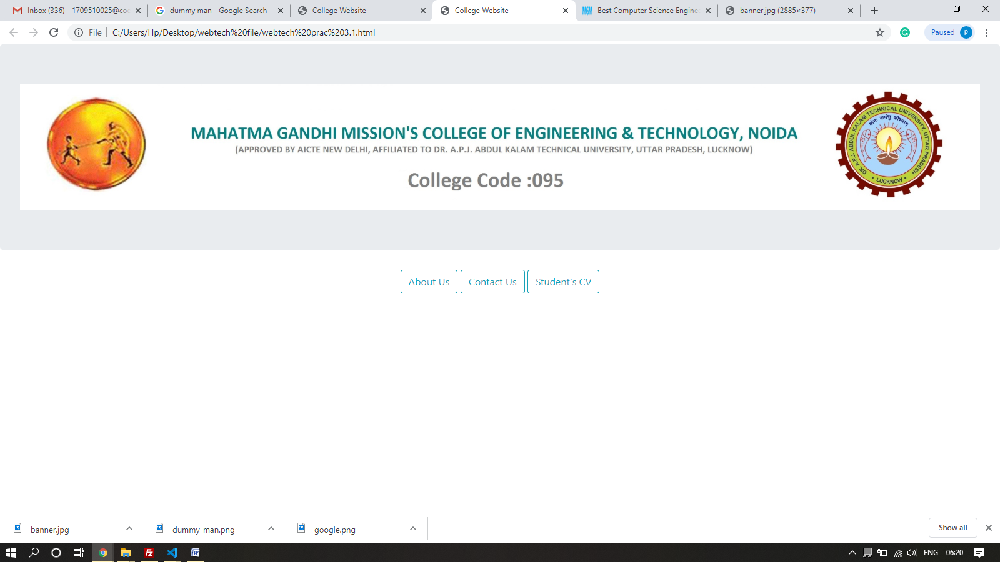 Inbox (336) - 1709510025@coe
dummy man - Google Search
College Website
College Website
MGM Best Computer Science Engine
banner.jpg (2885×377)
File
C:/Users/Hp/Desktop/webtech%20file/webtech%20prac%203.1.html
Paused
p
MAHATMA GANDHI MISSION'S COLLEGE OF ENGINEERING & TECHNOLOGY, NOIDA
(APPROVED BY AICTE NEW DELHI, AFFILIATED TO DR. A.P.J. ABDUL KALAM TECHNICAL UNIVERSITY, UTTAR PRADESH, LUCKNOW)
College Code :095
DR. A.P.J. ABDUL KALAM TECHNICAL UNIVERSITY, UTTAR PRADESH
योगः कर्मसु कौशलम्
• LUCKNOW •
About Us
Contact Us
Student's CV
banner.jpg
dummy-man.png
google.png
Show all
ENG
06:20